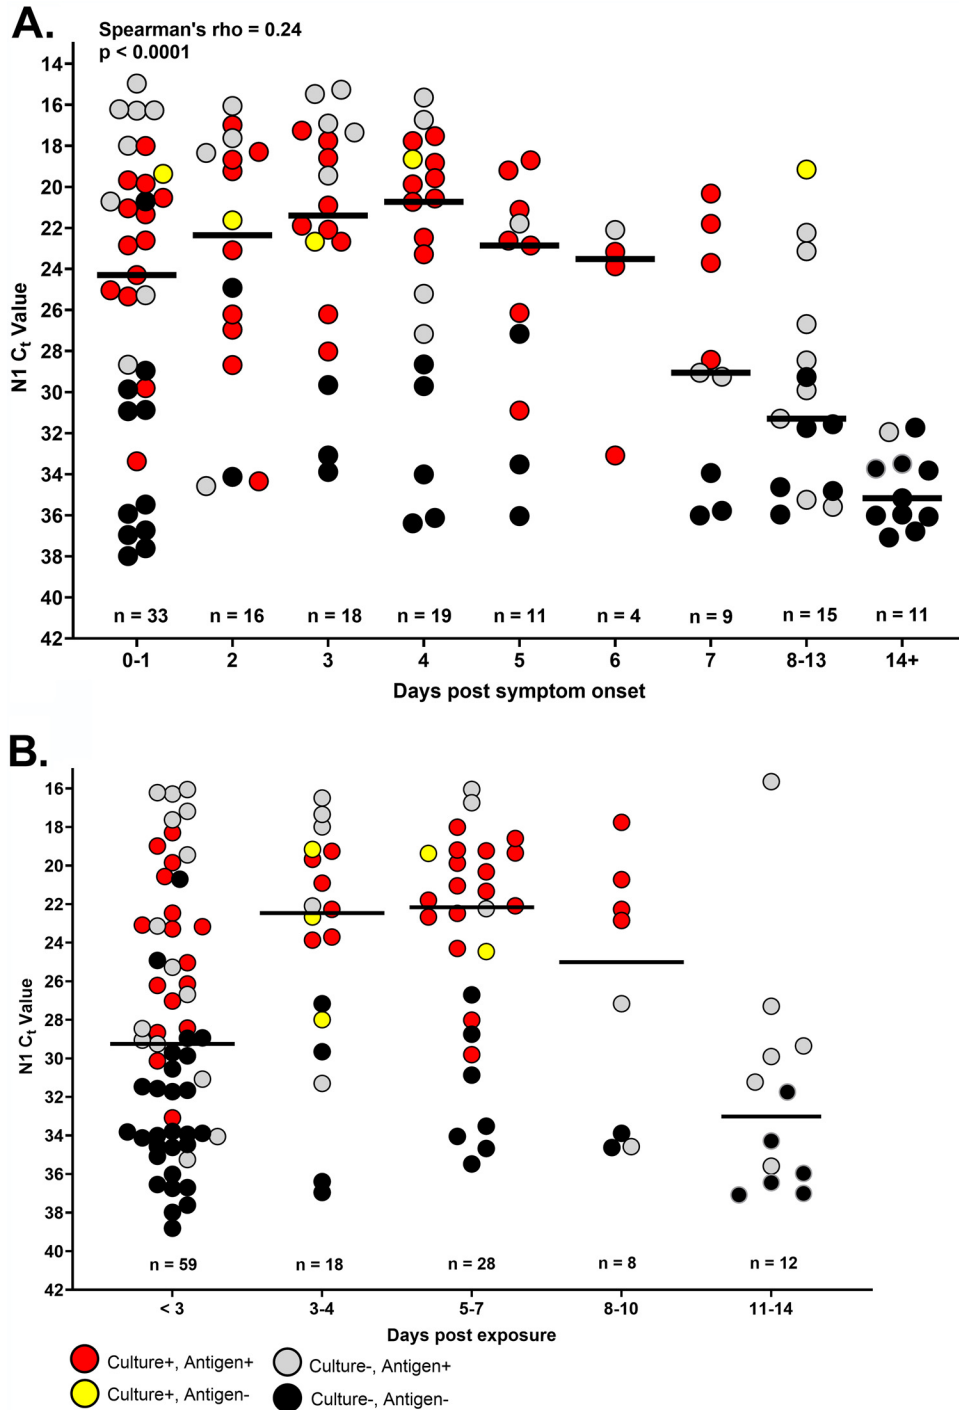 A.
Spearman's rho = 0.24
p < 0.0001
N1 Ct Value
14
16
18
20
22
24
26
28
30
32
34
36
38
40
42
n = 33 n = 16 n = 18 n = 19 n = 11 n = 4 n = 9 n = 15 n = 11
0-1 2 3 4 5 6 7 8-13 14+
Days post symptom onset
B.
N1 Ct Value
16
18
20
22
24
26
28
30
32
34
36
38
40
42
n = 59 n = 18 n = 28 n = 8 n = 12
< 3 3-4 5-7 8-10 11-14
Days post exposure
Culture+, Antigen+ Culture-, Antigen+
Culture+, Antigen- Culture-, Antigen-